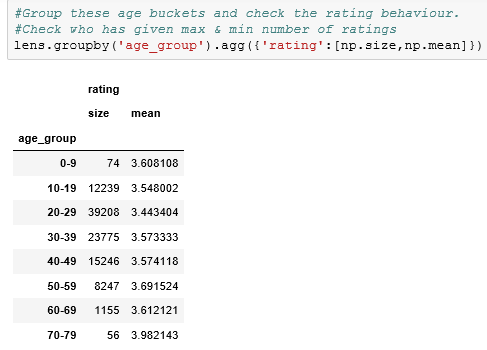 #Group these age buckets and check the rating behaviour.
#Check who has given max & min number of ratings
lens.groupby('age_group').agg({'rating':[np.size,np.mean]})
rating
size mean
age_group
0-9 74 3.608108
10-19 12239 3.548002
20-29 39208 3.443404
30-39 23775 3.573333
40-49 15246 3.574118
50-59 8247 3.691524
60-69 1155 3.612121
70-79 56 3.982143